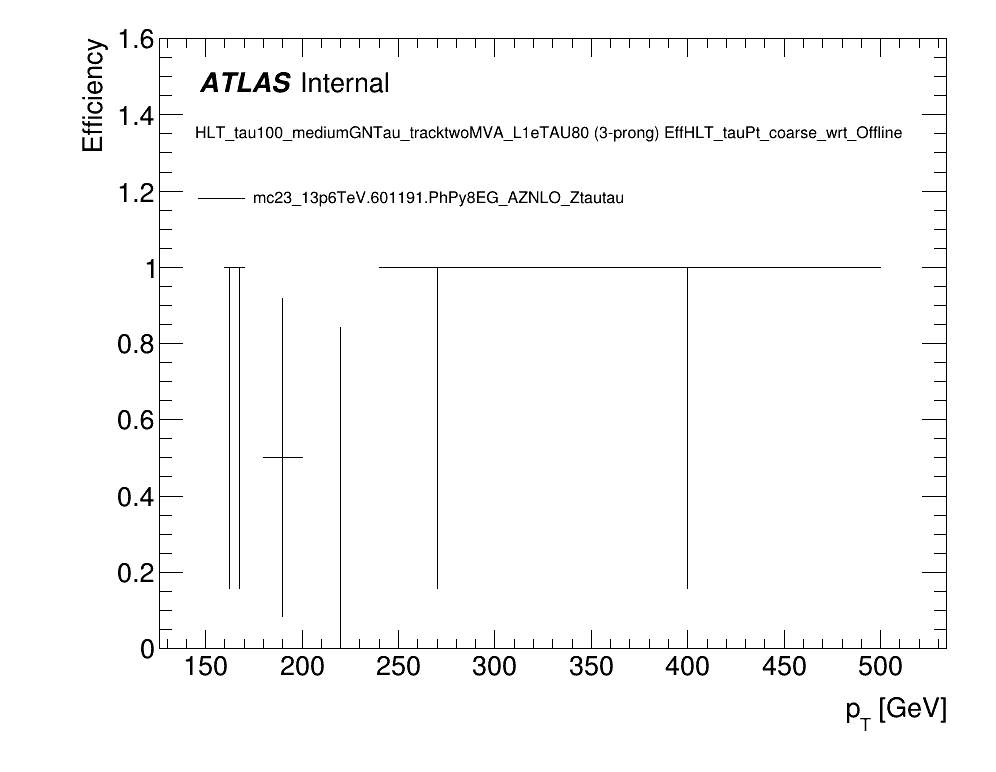 1.6
ATLAS Internal
1.4
HLT_tau100_mediumGNTau_tracktwoMVA_L1eTAU80 (3-prong) EffHLT_tauPt_coarse_wrt_Offline
1.2
mc23_13p6TeV.601191.PhPy8EG_AZNLO_Ztautau
1
0.8
0.6
0.4
0.2
0
Efficiency
150 200 250 300 350 400 450 500
pT [GeV]